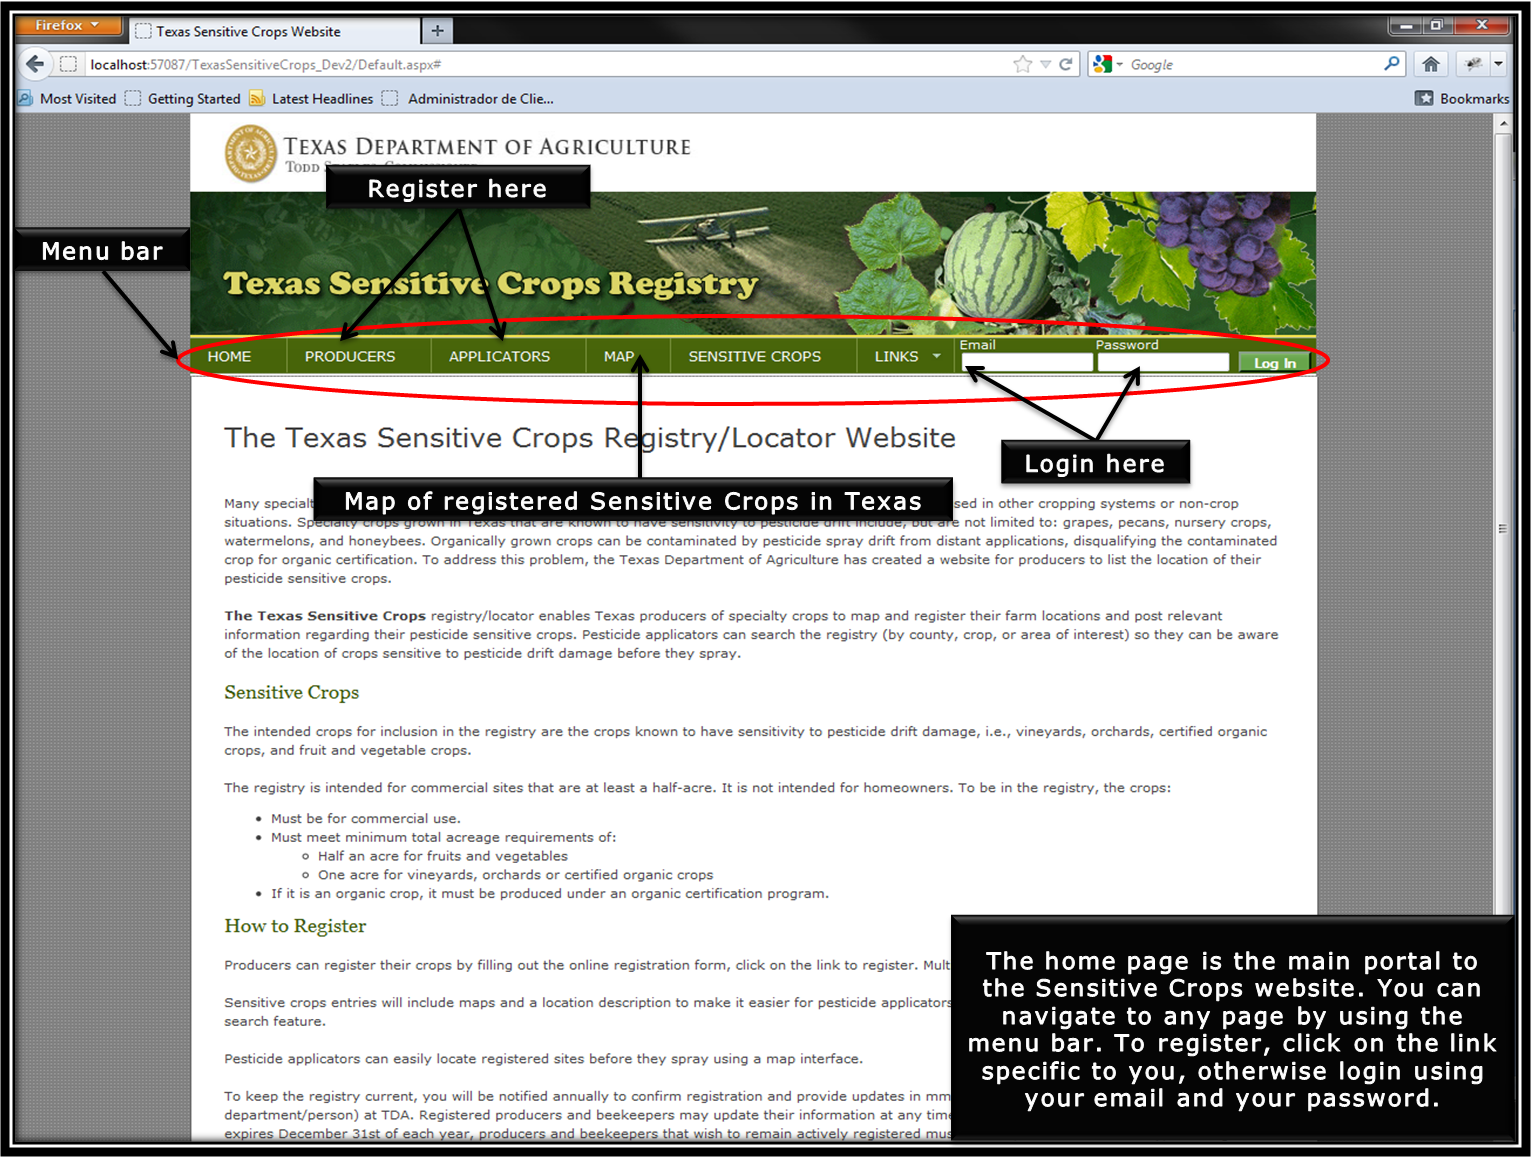 Firefox
Texas Sensitive Crops Website
+
localhost:57087/TexasSensitiveCrops_Dev2/Default.aspx#
Google
Most Visited Getting Started Latest Headlines Administrador de Clie...
Bookmarks
TEXAS DEPARTMENT OF AGRICULTURE
TODD
Register here
Menu bar
Texas Sensitive Crops Registry
HOME PRODUCERS APPLICATORS MAP SENSITIVE CROPS LINKS Email Password Log In
The Texas Sensitive Crops Registry/Locator Website
Login here
Map of registered Sensitive Crops in Texas
Many specialt sed in other cropping systems or non-crop
situations. Specialty crops grown in Texas that are known to have sensitivity to pesticide drift include, but are not limited to: grapes, pecans, nursery crops,
watermelons, and honeybees. Organically grown crops can be contaminated by pesticide spray drift from distant applications, disqualifying the contaminated
crop for organic certification. To address this problem, the Texas Department of Agriculture has created a website for producers to list the location of their
pesticide sensitive crops.
The Texas Sensitive Crops registry/locator enables Texas producers of specialty crops to map and register their farm locations and post relevant
information regarding their pesticide sensitive crops. Pesticide applicators can search the registry (by county, crop, or area of interest) so they can be aware
of the location of crops sensitive to pesticide drift damage before they spray.
Sensitive Crops
The intended crops for inclusion in the registry are the crops known to have sensitivity to pesticide drift damage, i.e., vineyards, orchards, certified organic
crops, and fruit and vegetable crops.
The registry is intended for commercial sites that are at least a half-acre. It is not intended for homeowners. To be in the registry, the crops:
Must be for commercial use.
Must meet minimum total acreage requirements of:
Half an acre for fruits and vegetables
One acre for vineyards, orchards or certified organic crops
If it is an organic crop, it must be produced under an organic certification program.
How to Register
Producers can register their crops by filling out the online registration form, click on the link to register. Mult
Sensitive crops entries will include maps and a location description to make it easier for pesticide applicators
search feature.
Pesticide applicators can easily locate registered sites before they spray using a map interface.
To keep the registry current, you will be notified annually to confirm registration and provide updates in mm
department/person) at TDA. Registered producers and beekeepers may update their information at any time
expires December 31st of each year, producers and beekeepers that wish to remain actively registered mus
The home page is the main portal to
the Sensitive Crops website. You can
navigate to any page by using the
menu bar. To register, click on the link
specific to you, otherwise login using
your email and your password.